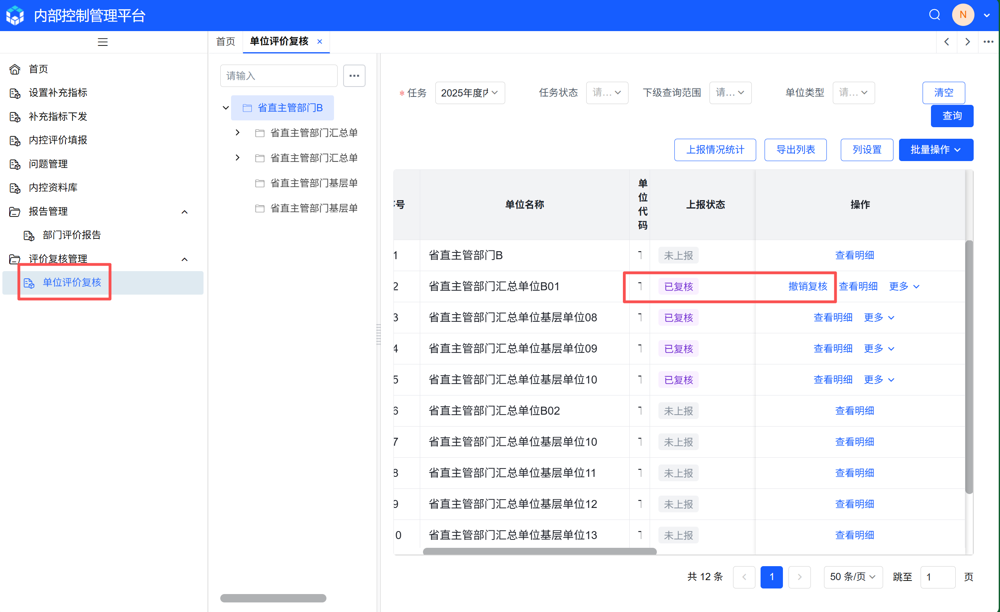 内部控制管理平台
N
首页
单位评价复核
首页
设置补充指标
补充指标下发
内控评价填报
问题管理
内控资料库
报告管理
部门评价报告
评价复核管理
单位评价复核
请输入
省直主管部门B
省直主管部门汇总单
省直主管部门汇总单
省直主管部门基层单
省直主管部门基层单
* 任务 2025年度 任务状态 请... 下级查询范围 请... 单位类型 请... 清空
查询
上报情况统计 导出列表 列设置 批量操作
号 单位名称 单位代码 上报状态 操作
1 省直主管部门B 未上报 查看明细
2 省直主管部门汇总单位B01 已复核 撤销复核 查看明细 更多
3 省直主管部门汇总单位基层单位08 已复核 查看明细 更多
4 省直主管部门汇总单位基层单位09 已复核 查看明细 更多
5 省直主管部门汇总单位基层单位10 已复核 查看明细 更多
6 省直主管部门汇总单位B02 未上报 查看明细
7 省直主管部门汇总单位基层单位10 未上报 查看明细
8 省直主管部门汇总单位基层单位11 未上报 查看明细
9 省直主管部门汇总单位基层单位12 未上报 查看明细
0 省直主管部门汇总单位基层单位13 未上报 查看明细
共 12 条 1 50 条/页 跳至 1 页